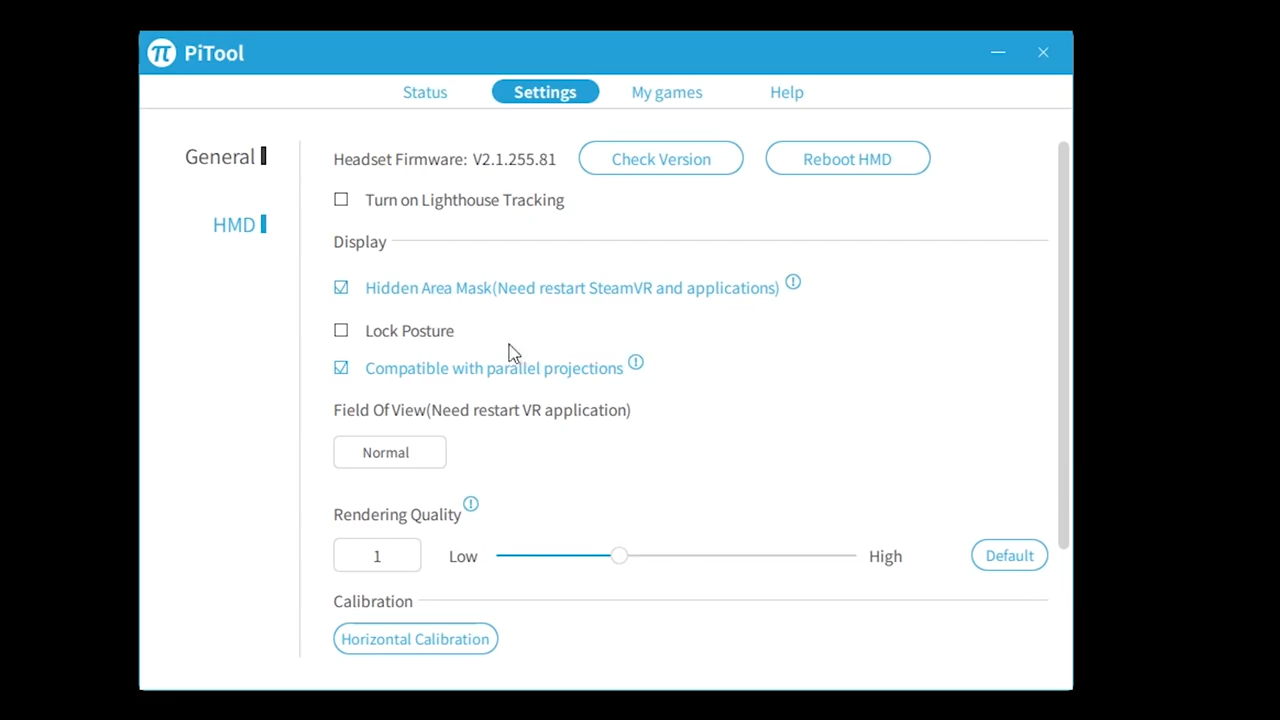 π PiTool
Status Settings My games Help
General
HMD
Headset Firmware: V2.1.255.81 Check Version Reboot HMD
Turn on Lighthouse Tracking
Display
Hidden Area Mask(Need restart SteamVR and applications)
Lock Posture
Compatible with parallel projections
Field Of View(Need restart VR application)
Normal
Rendering Quality
1 Low High Default
Calibration
Horizontal Calibration